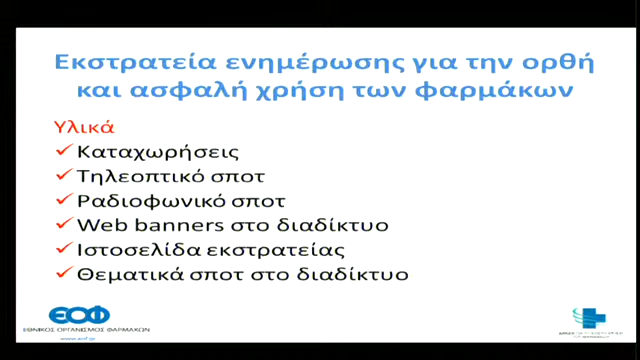 Εκστρατεία ενημέρωσης για την ορθή
και ασφαλή χρήση των φαρμάκων
Υλικά
Καταχωρήσεις
Τηλεοπτικό σποτ
Ραδιοφωνικό σποτ
Web banners στο διαδίκτυο
Ιστοσελίδα εκστρατείας
Θεματικά σποτ στο διαδίκτυο
ΕΟΦ
ΕΘΝΙΚΟΣ ΟΡΓΑΝΙΣΜΟΣ ΦΑΡΜΑΚΩΝ
www.eof.gr